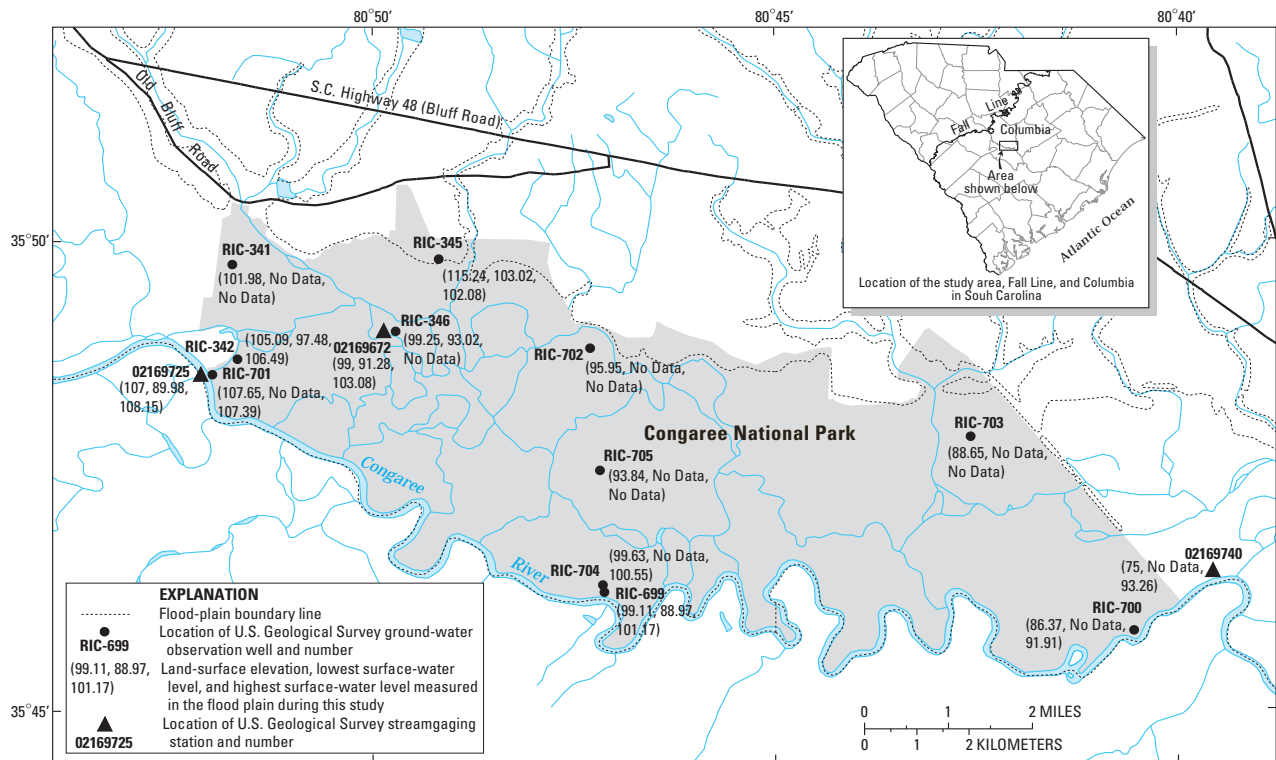 80°50'
80°45'
80°40'
Old Bluff Road
S.C. Highway 48 (Bluff Road)
Fall Line
Columbia
Area
shown below
Atlantic Ocean
Location of the study area, Fall Line, and Columbia
in Souh Carolina
35°50'
RIC-341
(101.98, No Data,
No Data)
RIC-345
(115.24, 103.02,
102.08)
RIC-346
(99.25, 93.02,
No Data)
02169672
(99, 91.28,
103.08)
RIC-342
(105.09, 97.48,
106.49)
02169725
(107, 89.98,
108.15)
RIC-701
(107.65, No Data,
107.39)
RIC-702
(95.95, No Data,
No Data)
Congaree National Park
RIC-703
(88.65, No Data,
No Data)
RIC-705
(93.84, No Data,
No Data)
Congaree
River
RIC-704
(99.63, No Data,
100.55)
RIC-699
(99.11, 88.97,
101.17)
02169740
(75, No Data,
93.26)
RIC-700
(86.37, No Data,
91.91)
35°45'
EXPLANATION
Flood-plain boundary line
RIC-699
Location of U.S. Geological Survey ground-water
observation well and number
(99.11, 88.97,
101.17)
Land-surface elevation, lowest surface-water
level, and highest surface-water level measured
in the flood plain during this study
02169725
Location of U.S. Geological Survey streamgaging
station and number
0 1 2 MILES
0 1 2 KILOMETERS